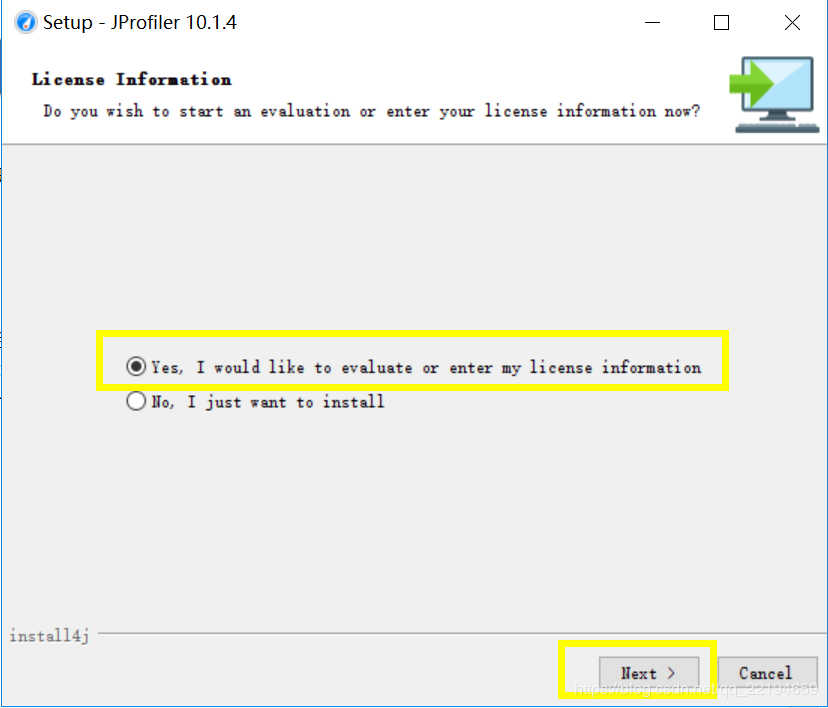 Setup - JProfiler 10.1.4
License Information
Do you wish to start an evaluation or enter your license information now?
Yes, I would like to evaluate or enter my license information
No, I just want to install
install4j
Next >
Cancel
https://blog.csdn.net/qq_22194659